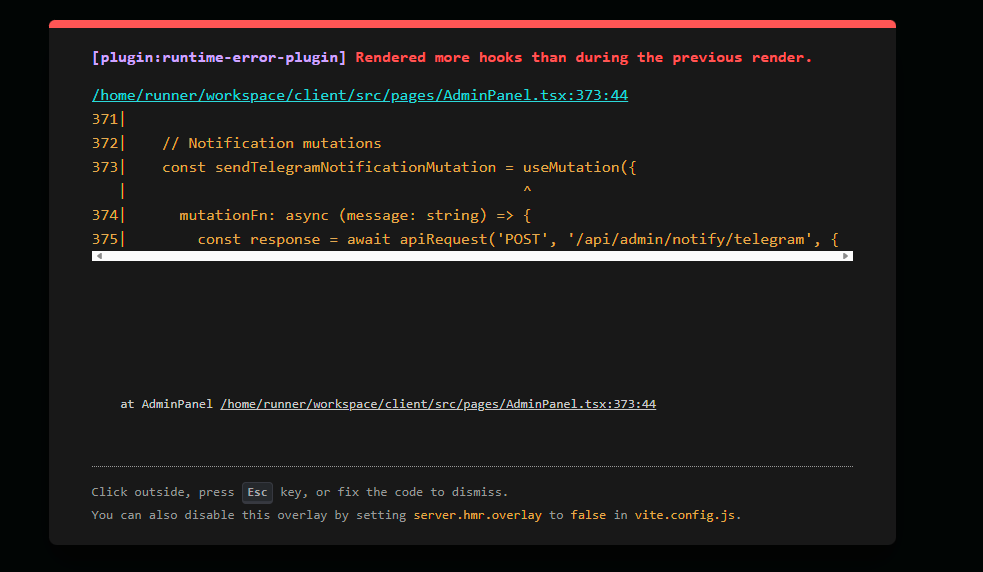 [plugin:runtime-error-plugin] Rendered more hooks than during the previous render.
/home/runner/workspace/client/src/pages/AdminPanel.tsx:373:44
371|
372|    // Notification mutations
373|    const sendTelegramNotificationMutation = useMutation({
   |                                             ^
374|      mutationFn: async (message: string) => {
375|        const response = await apiRequest('POST', '/api/admin/notify/telegram', {
at AdminPanel /home/runner/workspace/client/src/pages/AdminPanel.tsx:373:44
Click outside, press Esc key, or fix the code to dismiss.
You can also disable this overlay by setting server.hmr.overlay to false in vite.config.js.